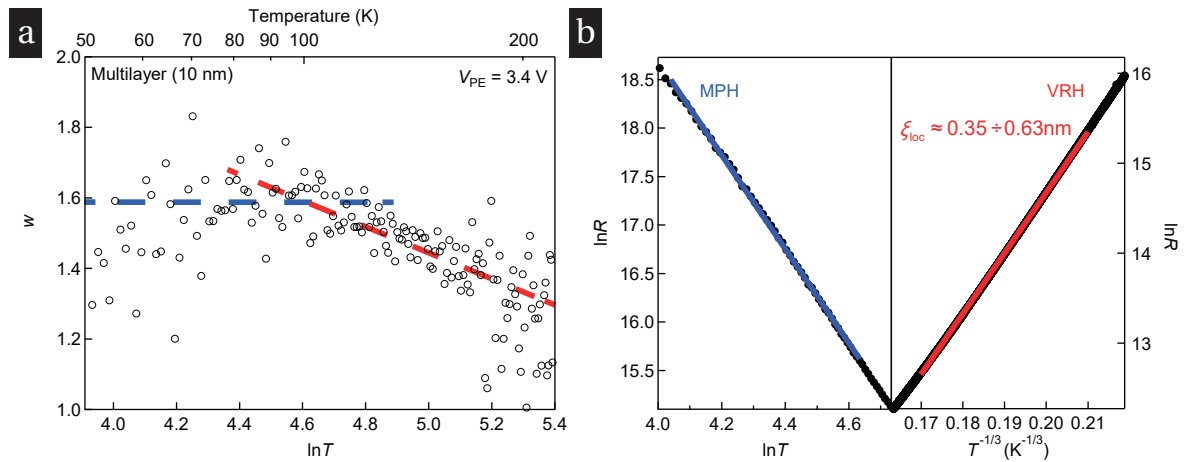 a
Temperature (K)
50 60 70 80 90 100 200
Multilayer (10 nm)
V_PE = 3.4 V
w
2.0
1.8
1.6
1.4
1.2
1.0
4.0 4.2 4.4 4.6 4.8 5.0 5.2 5.4
lnT
b
MPH
VRH
ξ_loc ≈ 0.35 ÷ 0.63nm
lnR
18.5
18.0
17.5
17.0
16.5
16.0
15.5
4.0 4.2 4.4 4.6
lnT
0.17 0.18 0.19 0.20 0.21
T^-1/3 (K^-1/3)
16
15
14
13
lnR